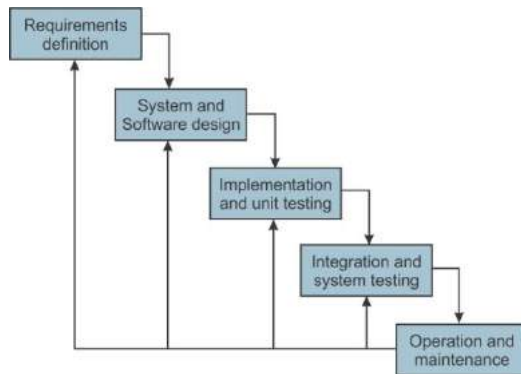 Requirements
definition
System and
Software design
Implementation
and unit testing
Integration and
system testing
Operation and
maintenance